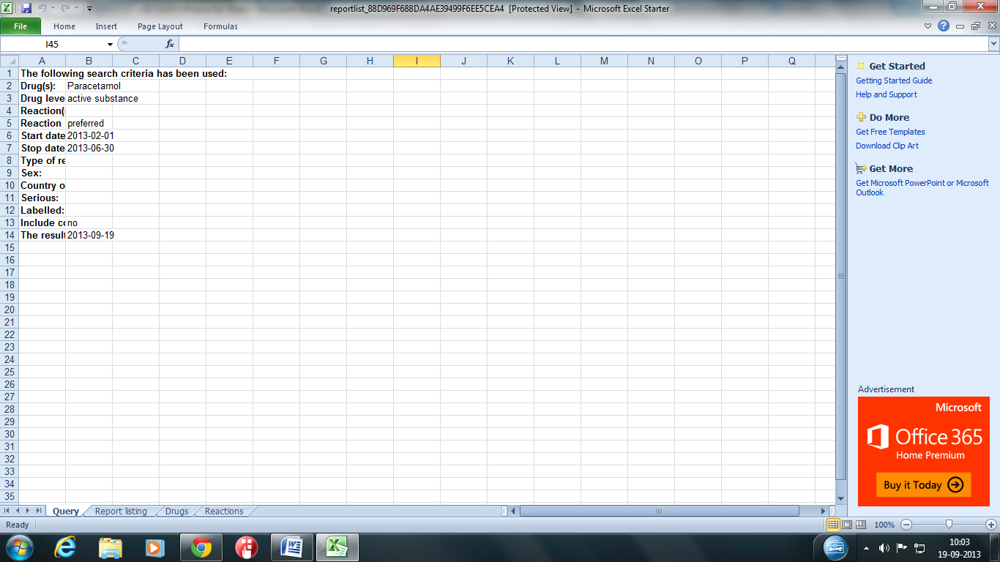 reportlist_88D969F688DA4AE39499F6EE5CEA4 [Protected View] - Microsoft Excel Starter
File Home Insert Page Layout Formulas
I45 fx
A B C D E F G H I J K L M N O P Q
1 The following search criteria has been used:
2 Drug(s): Paracetamol
3 Drug leve active substance
4 Reaction(
5 Reaction preferred
6 Start date 2013-02-01
7 Stop date 2013-06-30
8 Type of re
9 Sex:
10 Country o
11 Serious:
12 Labelled:
13 Include co no
14 The result 2013-09-19
15
16
17
18
19
20
21
22
23
24
25
26
27
28
29
30
31
32
33
34
35
Get Started
Getting Started Guide
Help and Support
Do More
Get Free Templates
Download Clip Art
Get More
Get Microsoft PowerPoint or Microsoft
Outlook
Advertisement
Microsoft
Office 365
Home Premium
Buy it Today
Query Report listing Drugs Reactions
Ready 100%
10:03
19-09-2013